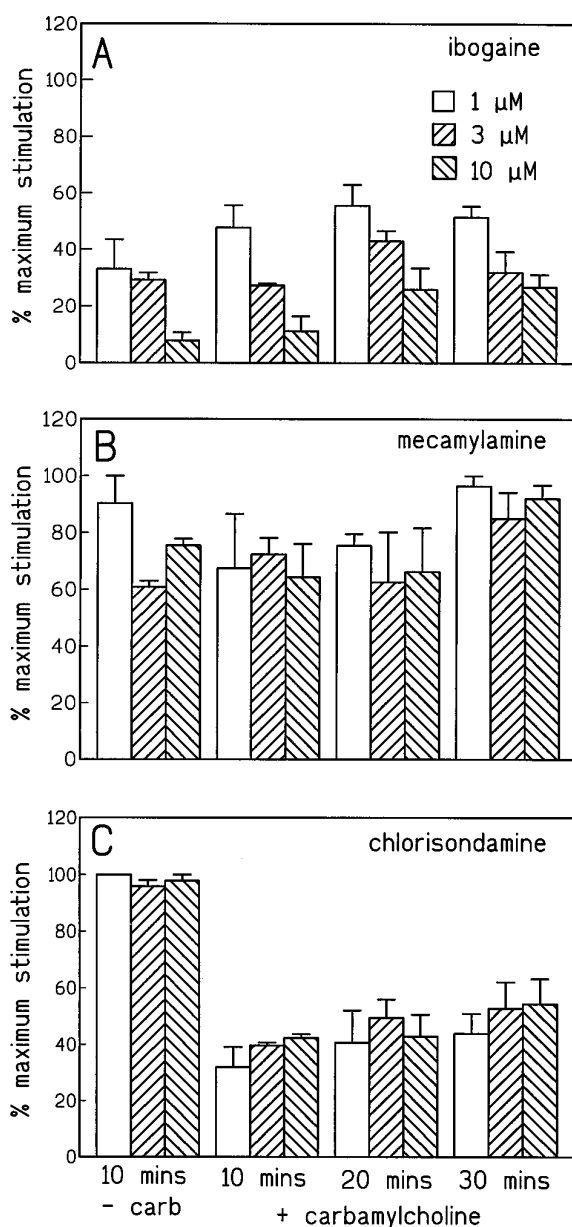 A
ibogaine
% maximum stimulation
120
100
80
60
40
20
0
1 µM
3 µM
10 µM
B
mecamylamine
% maximum stimulation
120
100
80
60
40
20
0
C
chlorisondamine
% maximum stimulation
120
100
80
60
40
20
0
10 mins 10 mins 20 mins 30 mins
- carb + carbamylcholine